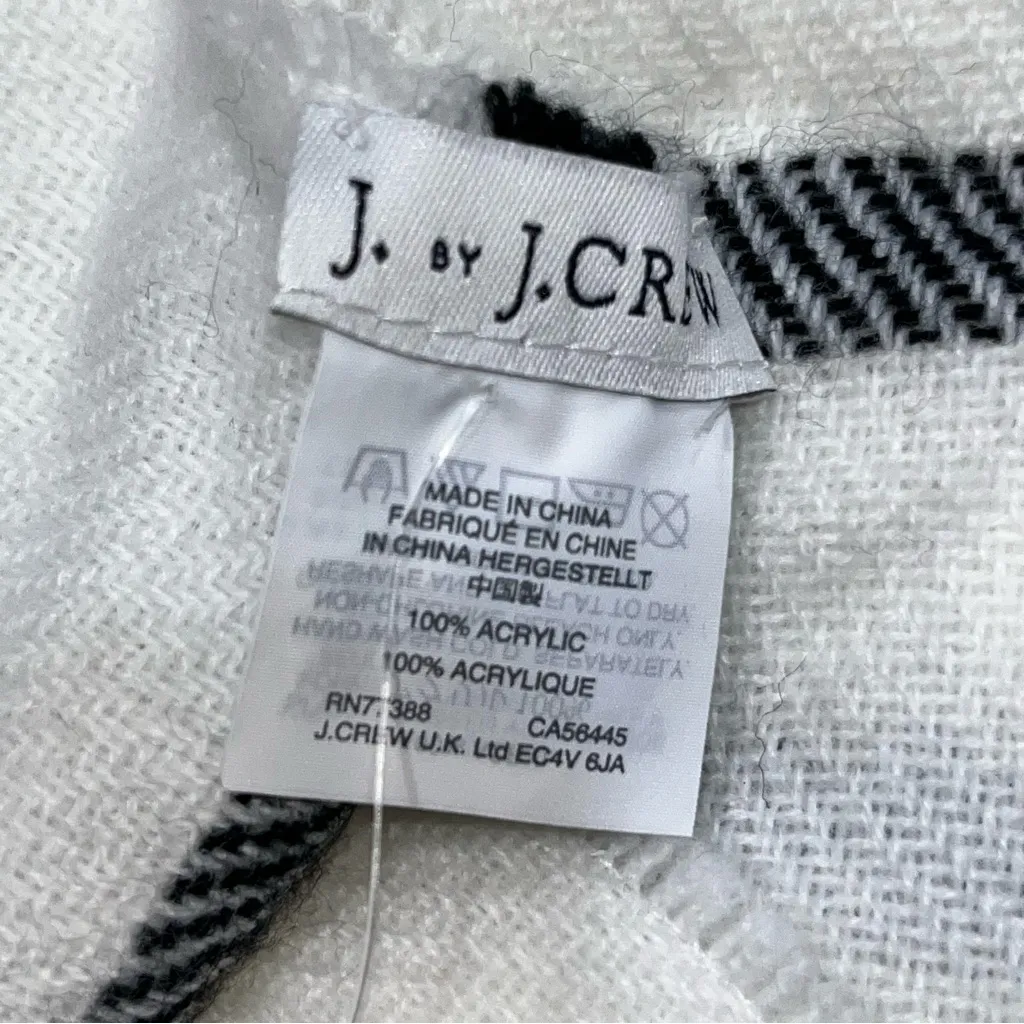 J. BY J.CREW
MADE IN CHINA
FABRIQUÉ EN CHINE
IN CHINA HERGESTELLT
中国製
100% ACRYLIC
100% ACRYLIQUE
RN77388 CA56445
J.CREW U.K. Ltd EC4V 6JA